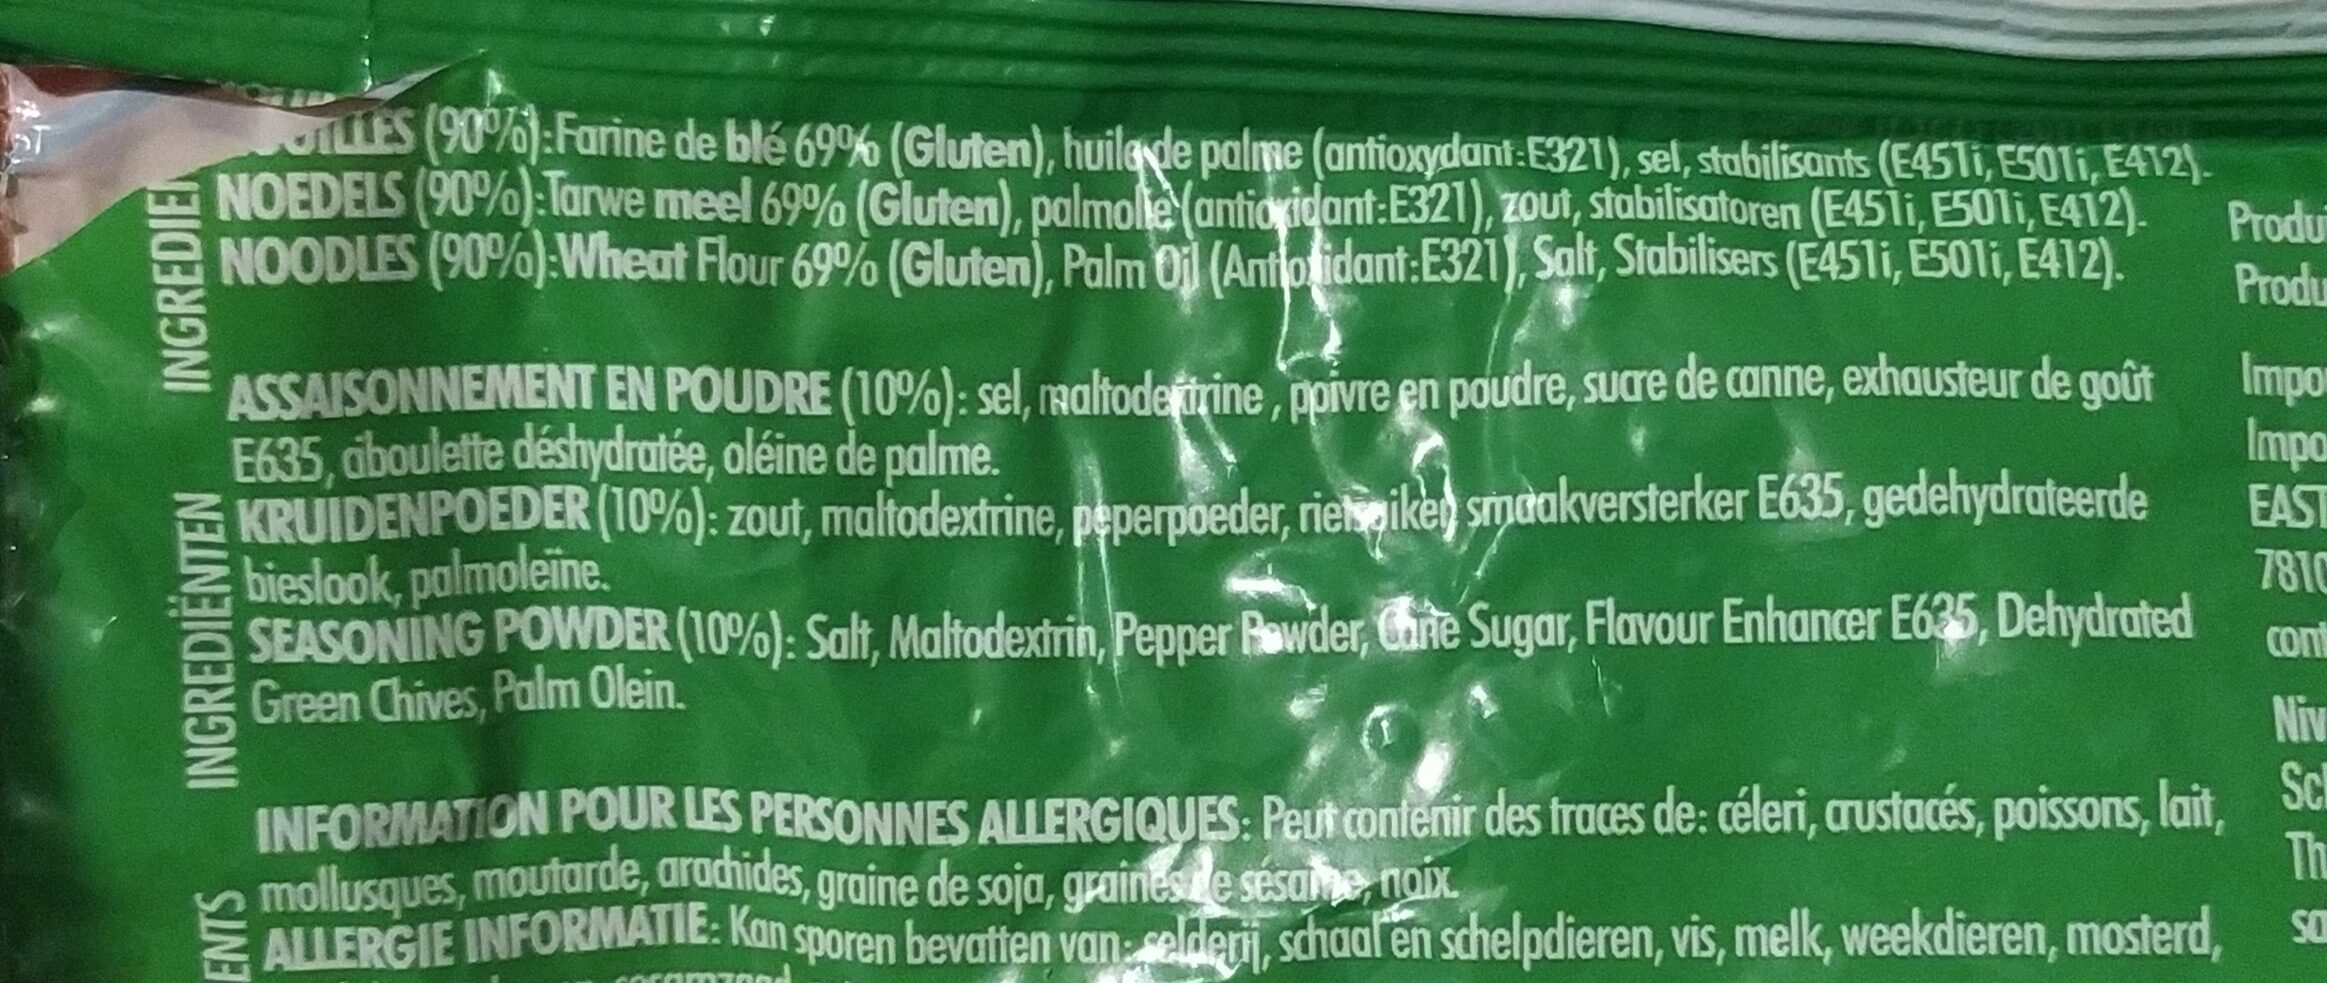 (90%):Farine de blé 69% (Gluten), huile de palme (antioxydant:E321), sel, stabilisants (E451i, E501i, E412).
NOEDELS (90%):Tarwe meel 69% (Gluten), palmolie (antioxidant:E321), zout, stabilisatoren (E451i, E501i, E412).
NOODLES (90%):Wheat Flour 69% (Gluten), Palm Oil (Antioxidant:E321), Salt, Stabilisers (E451i, E501i, E412).
ASSAISONNEMENT EN POUDRE (10%): sel, maltodextrine , poivre en poudre, sucre de canne, exhausteur de goût
E635, ciboulette déshydratée, oléine de palme.
KRUIDENPOEDER (10%): zout, maltodextrine, peperpoeder, smaakversterker E635, gedehydrateerde
bieslook, palmoleïne.
SEASONING POWDER (10%): Salt, Maltodextrin, Pepper Powder, Cane Sugar, Flavour Enhancer E635, Dehydrated
Green Chives, Palm Olein.
INFORMATION POUR LES PERSONNES ALLERGIQUES: Peut contenir des traces de: céleri, crustacés, poissons, lait,
mollusques, moutarde, arachides, graine de soja, graines de sésame, noix.
ALLERGIE INFORMATIE: Kan sporen bevatten van: selderij, schaal en schelpdieren, vis, melk, weekdieren, mosterd,
INGREDIËNTEN
EAST
7810